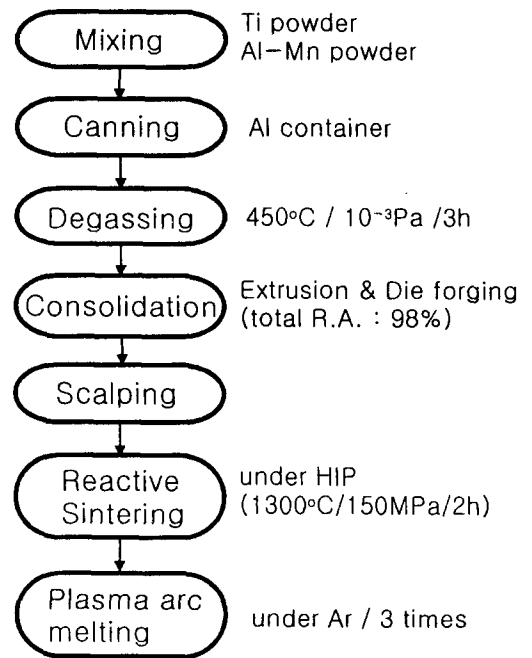 Mixing
Ti powder
Al-Mn powder
Canning
Al container
Degassing
450°C / 10⁻³Pa /3h
Consolidation
Extrusion & Die forging
(total R.A. : 98%)
Scalping
Reactive
Sintering
under HIP
(1300°C/150MPa/2h)
Plasma arc
melting
under Ar / 3 times